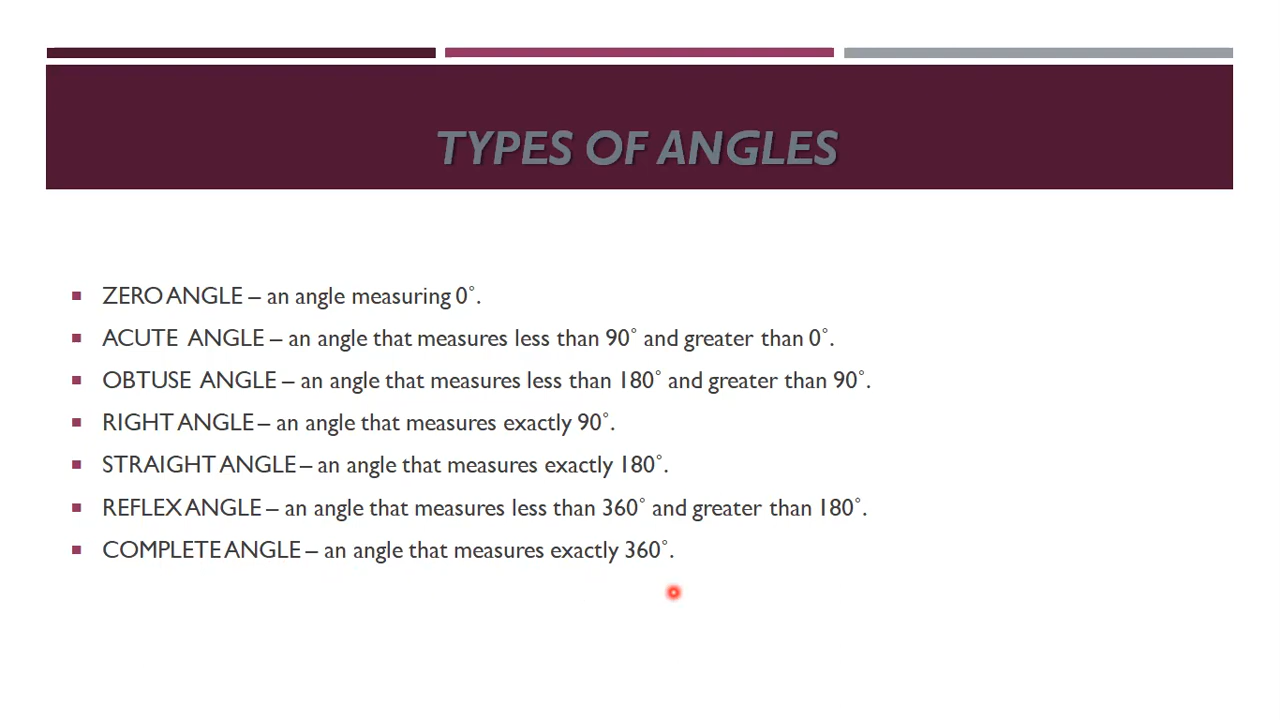 TYPES OF ANGLES
ZERO ANGLE – an angle measuring 0˚.
ACUTE ANGLE – an angle that measures less than 90˚ and greater than 0˚.
OBTUSE ANGLE – an angle that measures less than 180˚ and greater than 90˚.
RIGHT ANGLE – an angle that measures exactly 90˚.
STRAIGHT ANGLE – an angle that measures exactly 180˚.
REFLEX ANGLE – an angle that measures less than 360˚ and greater than 180˚.
COMPLETE ANGLE – an angle that measures exactly 360˚.